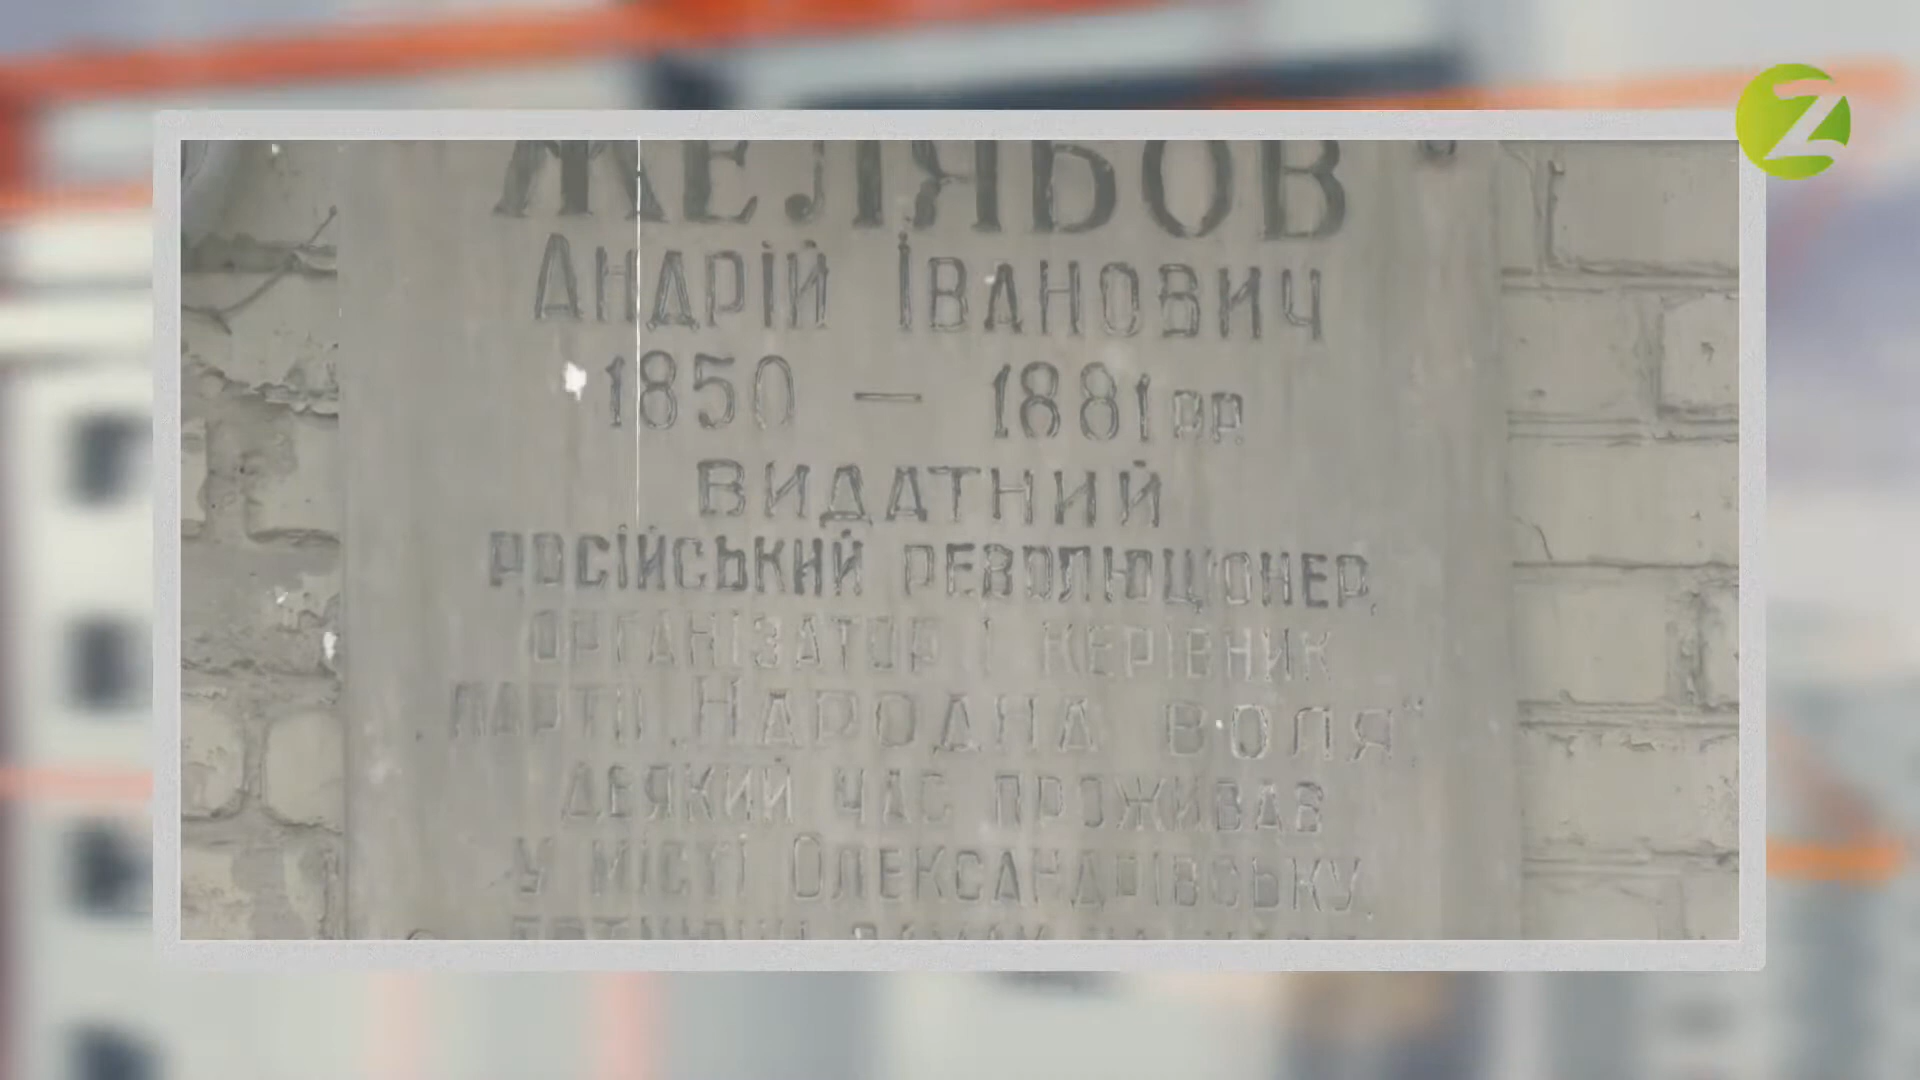 ЖЕЛЯБОВ
Андрій Іванович
1850 — 1881 рр.
видатний
російський революціонер,
організатор і керівник
партії „Народна воля“
деякий час проживав
у місті Олександрівську,